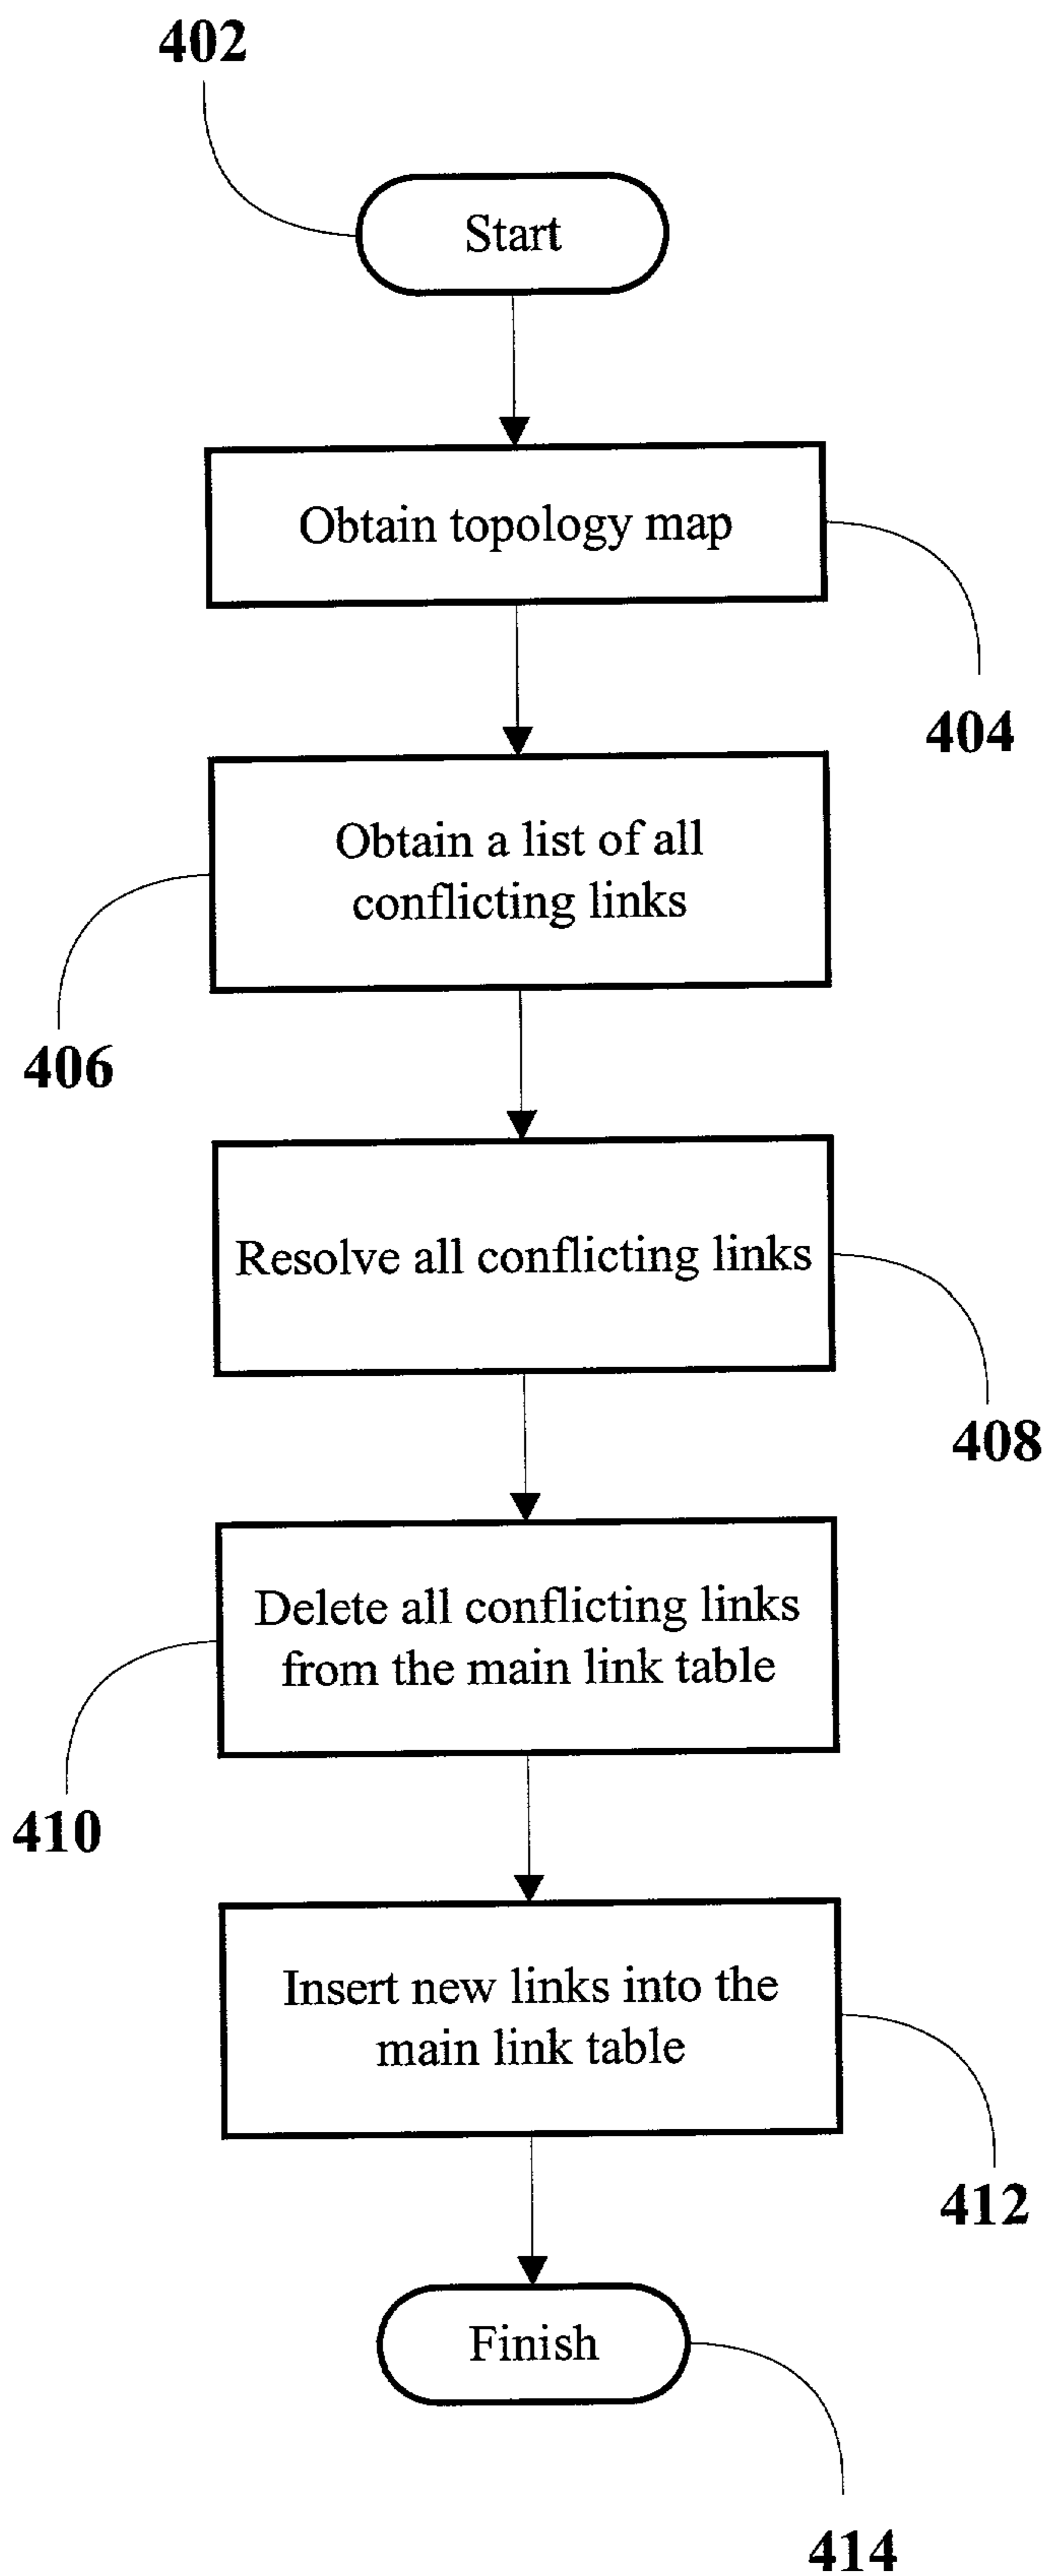 402
Start
Obtain topology map
404
Obtain a list of all
conflicting links
406
Resolve all conflicting links
408
Delete all conflicting links
from the main link table
410
Insert new links into the
main link table
412
Finish
414